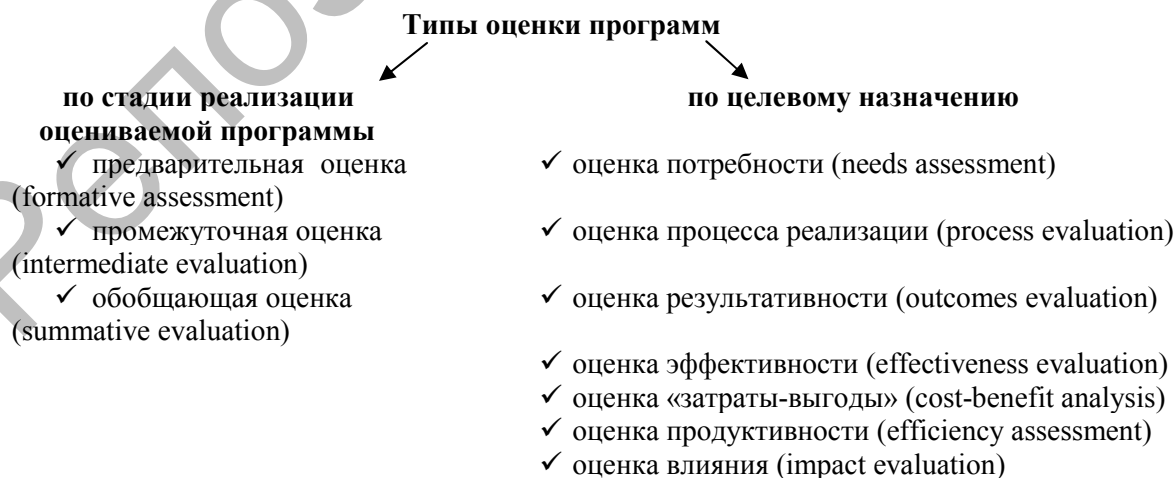 Типы оценки программ
по стадии реализации
оцениваемой программы
✓ предварительная оценка
(formative assessment)
✓ промежуточная оценка
(intermediate evaluation)
✓ обобщающая оценка
(summative evaluation)
по целевому назначению
✓ оценка потребности (needs assessment)
✓ оценка процесса реализации (process evaluation)
✓ оценка результативности (outcomes evaluation)
✓ оценка эффективности (effectiveness evaluation)
✓ оценка «затраты-выгоды» (cost-benefit analysis)
✓ оценка продуктивности (efficiency assessment)
✓ оценка влияния (impact evaluation)